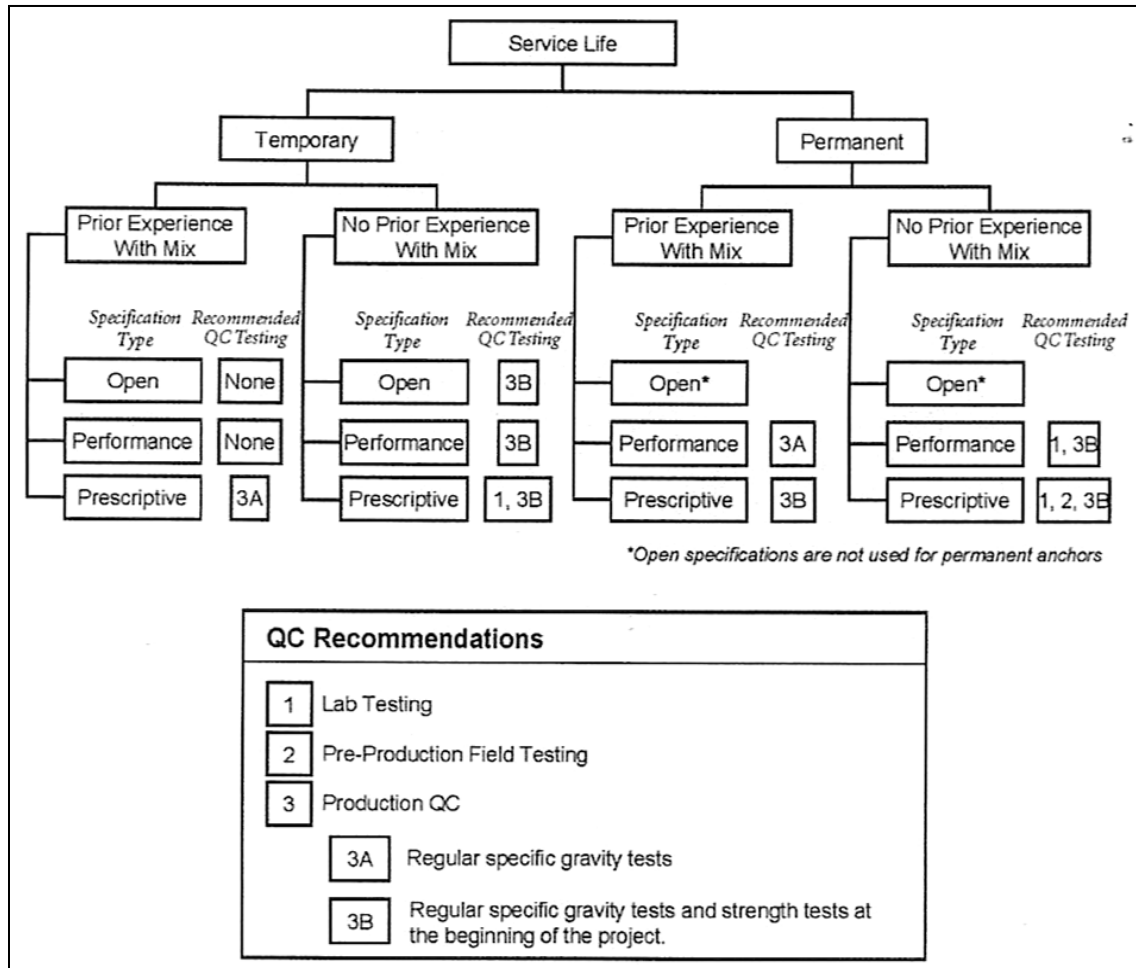 Service Life
Temporary
Permanent
Prior Experience
With Mix
No Prior Experience
With Mix
Prior Experience
With Mix
No Prior Experience
With Mix
Specification
Type
Recommended
QC Testing
Specification
Type
Recommended
QC Testing
Specification
Type
Recommended
QC Testing
Specification
Type
Recommended
QC Testing
Open
None
Open
3B
Open*
Open*
Performance
None
Performance
3B
Performance
3A
Performance
1, 3B
Prescriptive
3A
Prescriptive
1, 3B
Prescriptive
3B
Prescriptive
1, 2, 3B
*Open specifications are not used for permanent anchors
QC Recommendations
1 Lab Testing
2 Pre-Production Field Testing
3 Production QC
3A Regular specific gravity tests
3B Regular specific gravity tests and strength tests at
the beginning of the project.